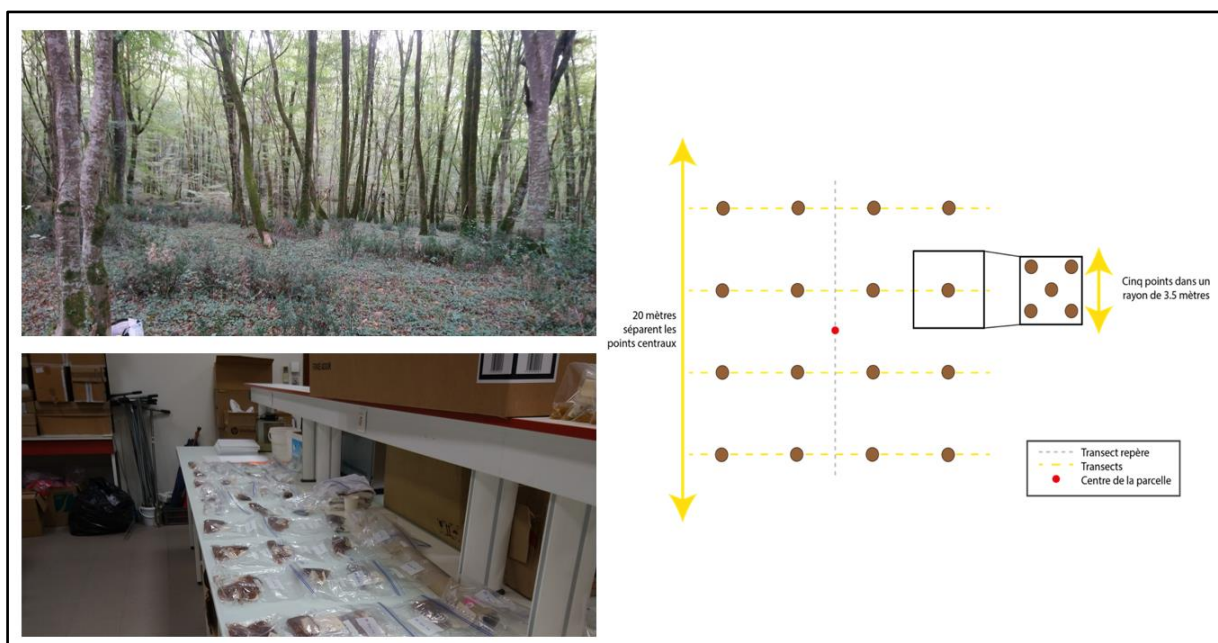 20 mètres
séparent les
points centraux
Cinq points dans un
rayon de 3.5 mètres
Transect repère
Transects
Centre de la parcelle